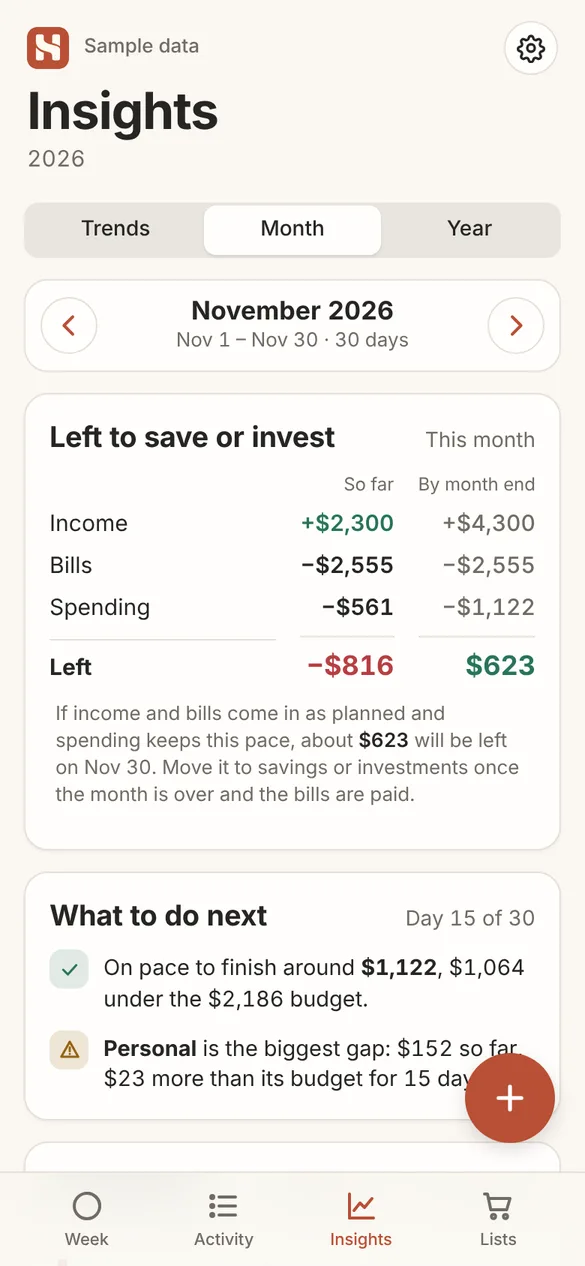 Sample data
Insights
2026
Trends Month Year
November 2026
Nov 1 – Nov 30 · 30 days
Left to save or invest This month
So far By month end
Income +$2,300 +$4,300
Bills −$2,555 −$2,555
Spending −$561 −$1,122
Left −$816 $623
If income and bills come in as planned and
spending keeps this pace, about $623 will be left
on Nov 30. Move it to savings or investments once
the month is over and the bills are paid.
What to do next Day 15 of 30
On pace to finish around $1,122, $1,064
under the $2,186 budget.
Personal is the biggest gap: $152 so far,
$23 more than its budget for 15
Week Activity Insights Lists